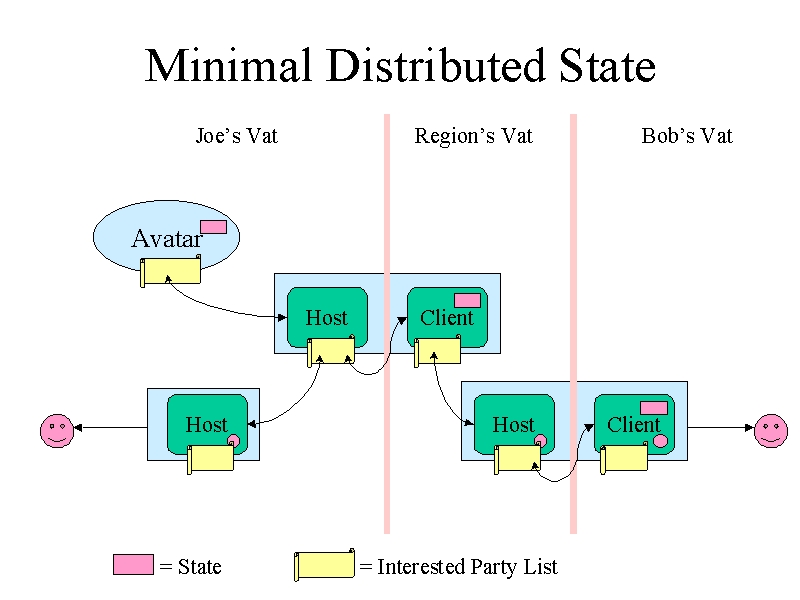 Minimal Distributed State
Joe's Vat
Region's Vat
Bob's Vat
Avatar
Host
Client
Host
Host
Client
= State
= Interested Party List